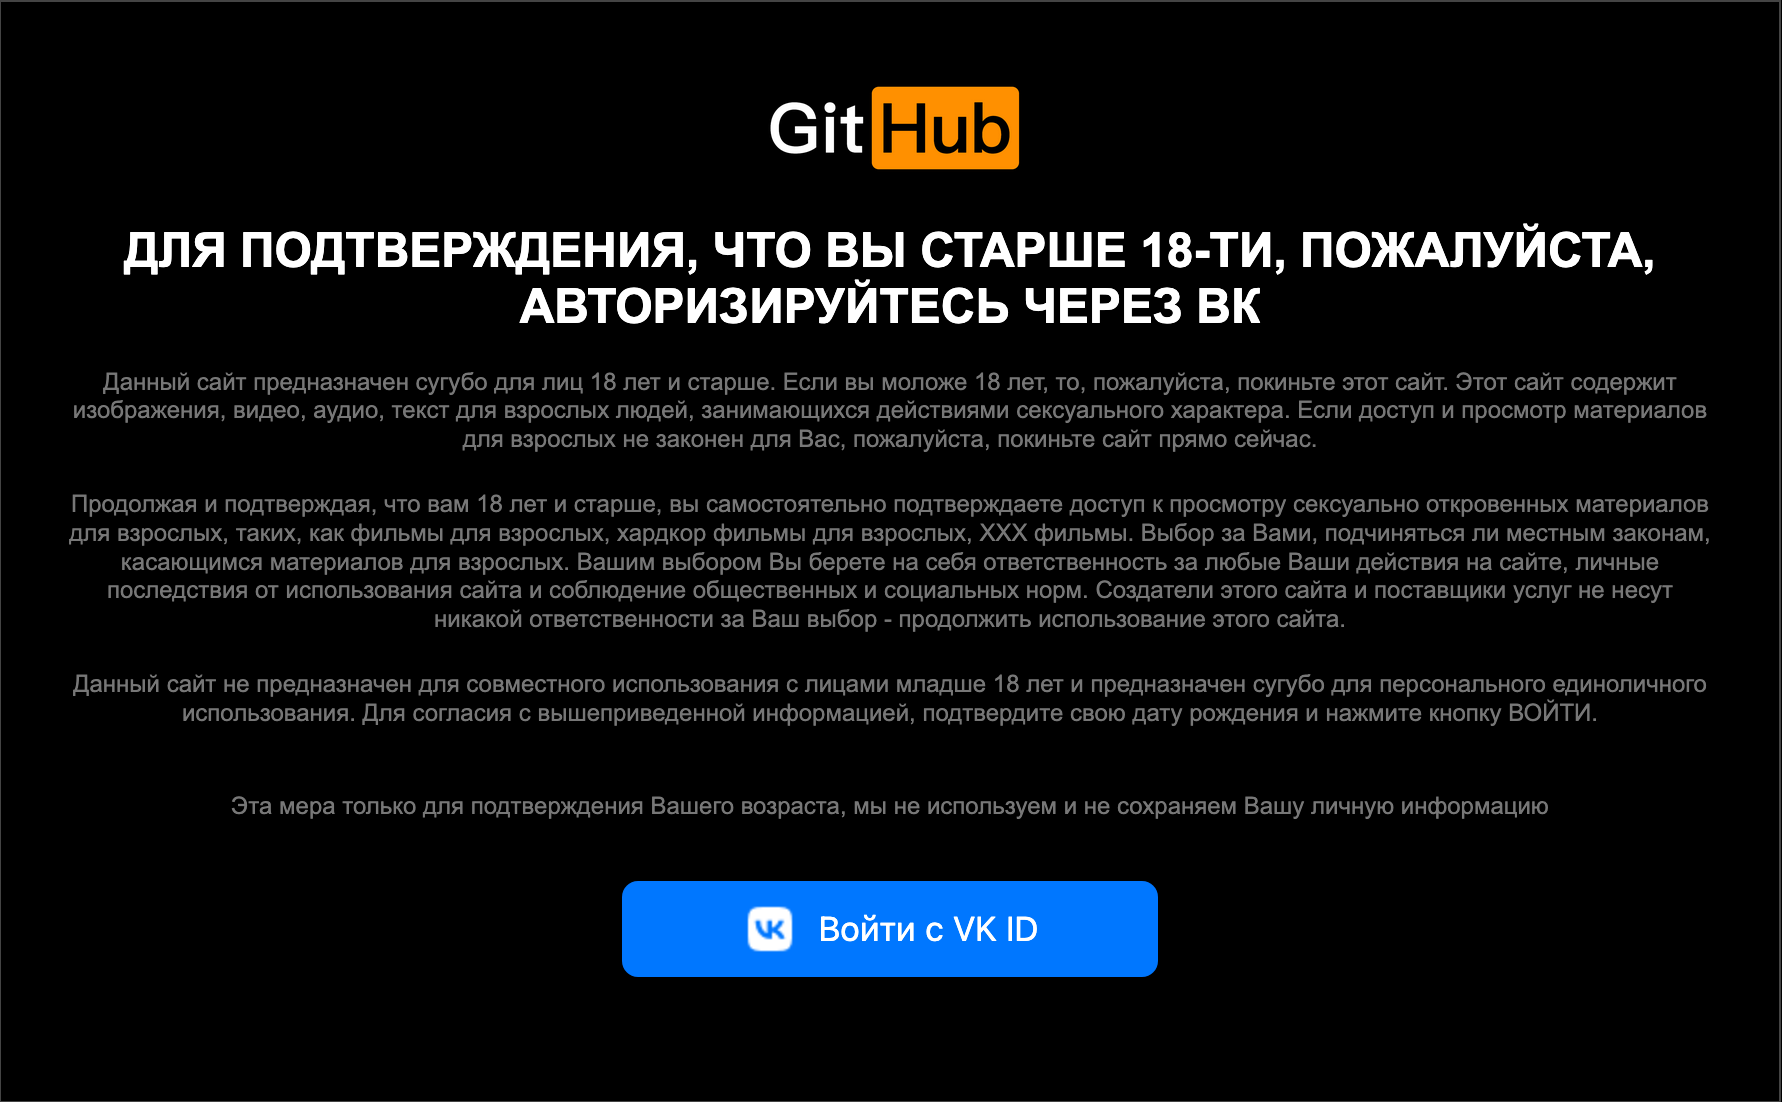 GitHub
ДЛЯ ПОДТВЕРЖДЕНИЯ, ЧТО ВЫ СТАРШЕ 18-ТИ, ПОЖАЛУЙСТА,
АВТОРИЗИРУЙТЕСЬ ЧЕРЕЗ ВК
Данный сайт предназначен сугубо для лиц 18 лет и старше. Если вы моложе 18 лет, то, пожалуйста, покиньте этот сайт. Этот сайт содержит
изображения, видео, аудио, текст для взрослых людей, занимающихся действиями сексуального характера. Если доступ и просмотр материалов
для взрослых не законен для Вас, пожалуйста, покиньте сайт прямо сейчас.
Продолжая и подтверждая, что вам 18 лет и старше, вы самостоятельно подтверждаете доступ к просмотру сексуально откровенных материалов
для взрослых, таких, как фильмы для взрослых, хардкор фильмы для взрослых, XXX фильмы. Выбор за Вами, подчиняться ли местным законам,
касающимся материалов для взрослых. Вашим выбором Вы берете на себя ответственность за любые Ваши действия на сайте, личные
последствия от использования сайта и соблюдение общественных и социальных норм. Создатели этого сайта и поставщики услуг не несут
никакой ответственности за Ваш выбор - продолжить использование этого сайта.
Данный сайт не предназначен для совместного использования с лицами младше 18 лет и предназначен сугубо для персонального единоличного
использования. Для согласия с вышеприведенной информацией, подтвердите свою дату рождения и нажмите кнопку ВОЙТИ.
Эта мера только для подтверждения Вашего возраста, мы не используем и не сохраняем Вашу личную информацию
VK Войти с VK ID